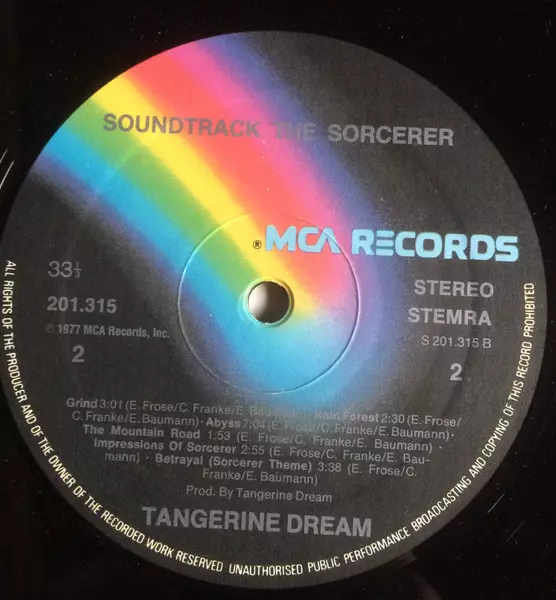 SOUNDTRACK THE SORCERER
® MCA RECORDS
33⅓
201.315
℗ 1977 MCA Records, Inc.
2
STEREO
STEMRA
S 201.315 B
2
Grind 3:01 (E. Frose/C. Franke/E. Baumann) · Rain Forest 2:30 (E. Frose/
C. Franke/E. Baumann) · Abyss 7:04 (E. Frose/C. Franke/E. Baumann) ·
The Mountain Road 1:53 (E. Frose/C. Franke/E. Baumann) ·
Impressions Of Sorcerer 2:55 (E. Frose/C. Franke/E. Bau-
mann) · Betrayal (Sorcerer Theme) 3:38 (E. Frose/C.
Franke/E. Baumann)
Prod. By Tangerine Dream
TANGERINE DREAM
ALL RIGHTS OF THE PRODUCER AND OF THE OWNER OF THE RECORDED WORK RESERVED UNAUTHORISED PUBLIC PERFORMANCE BROADCASTING AND COPYING OF THIS RECORD PROHIBITED